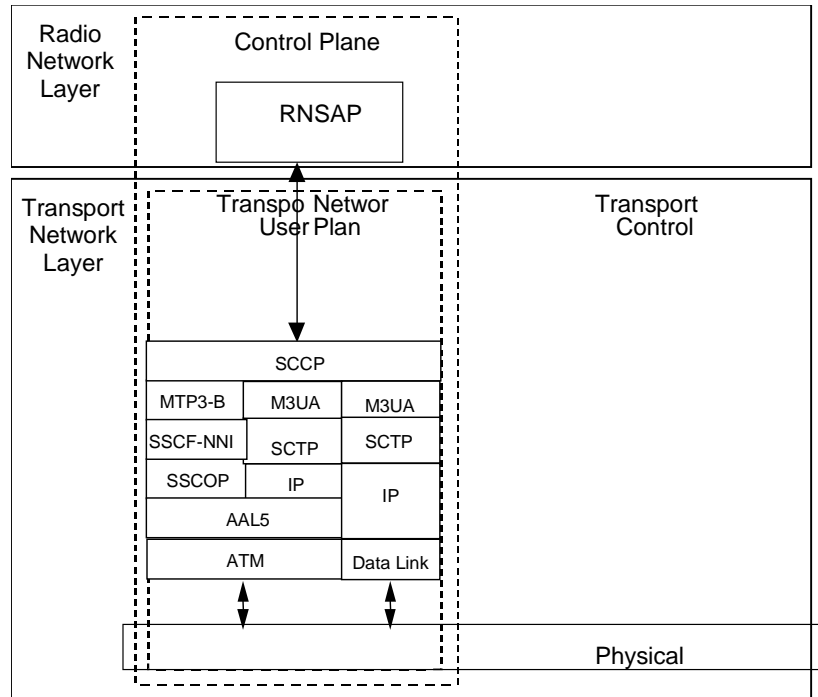 Radio
Network
Layer
Control Plane
RNSAP
Transport
Network
Layer
Transpo Networ
User Plan
Transport
Control
SCCP
MTP3-B
M3UA
M3UA
SSCF-NNI
SCTP
SCTP
SSCOP
IP
IP
AAL5
ATM
Data Link
Physical